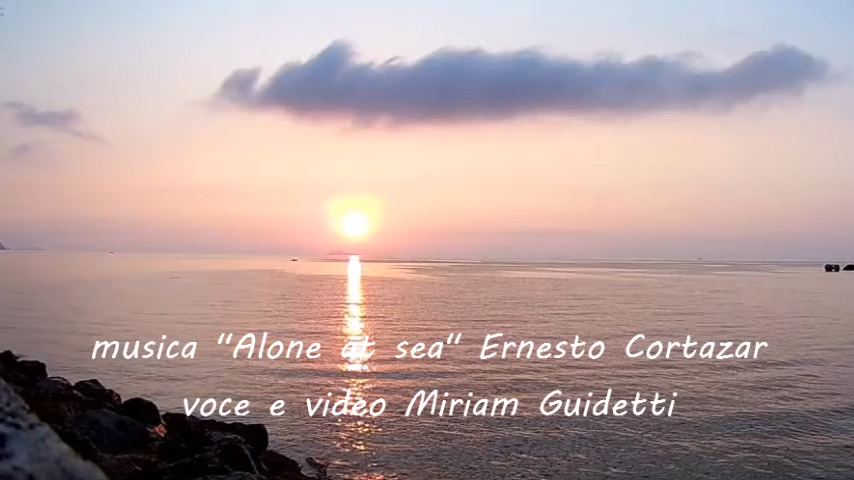 musica "Alone at sea" Ernesto Cortazar
voce e video Miriam Guidetti